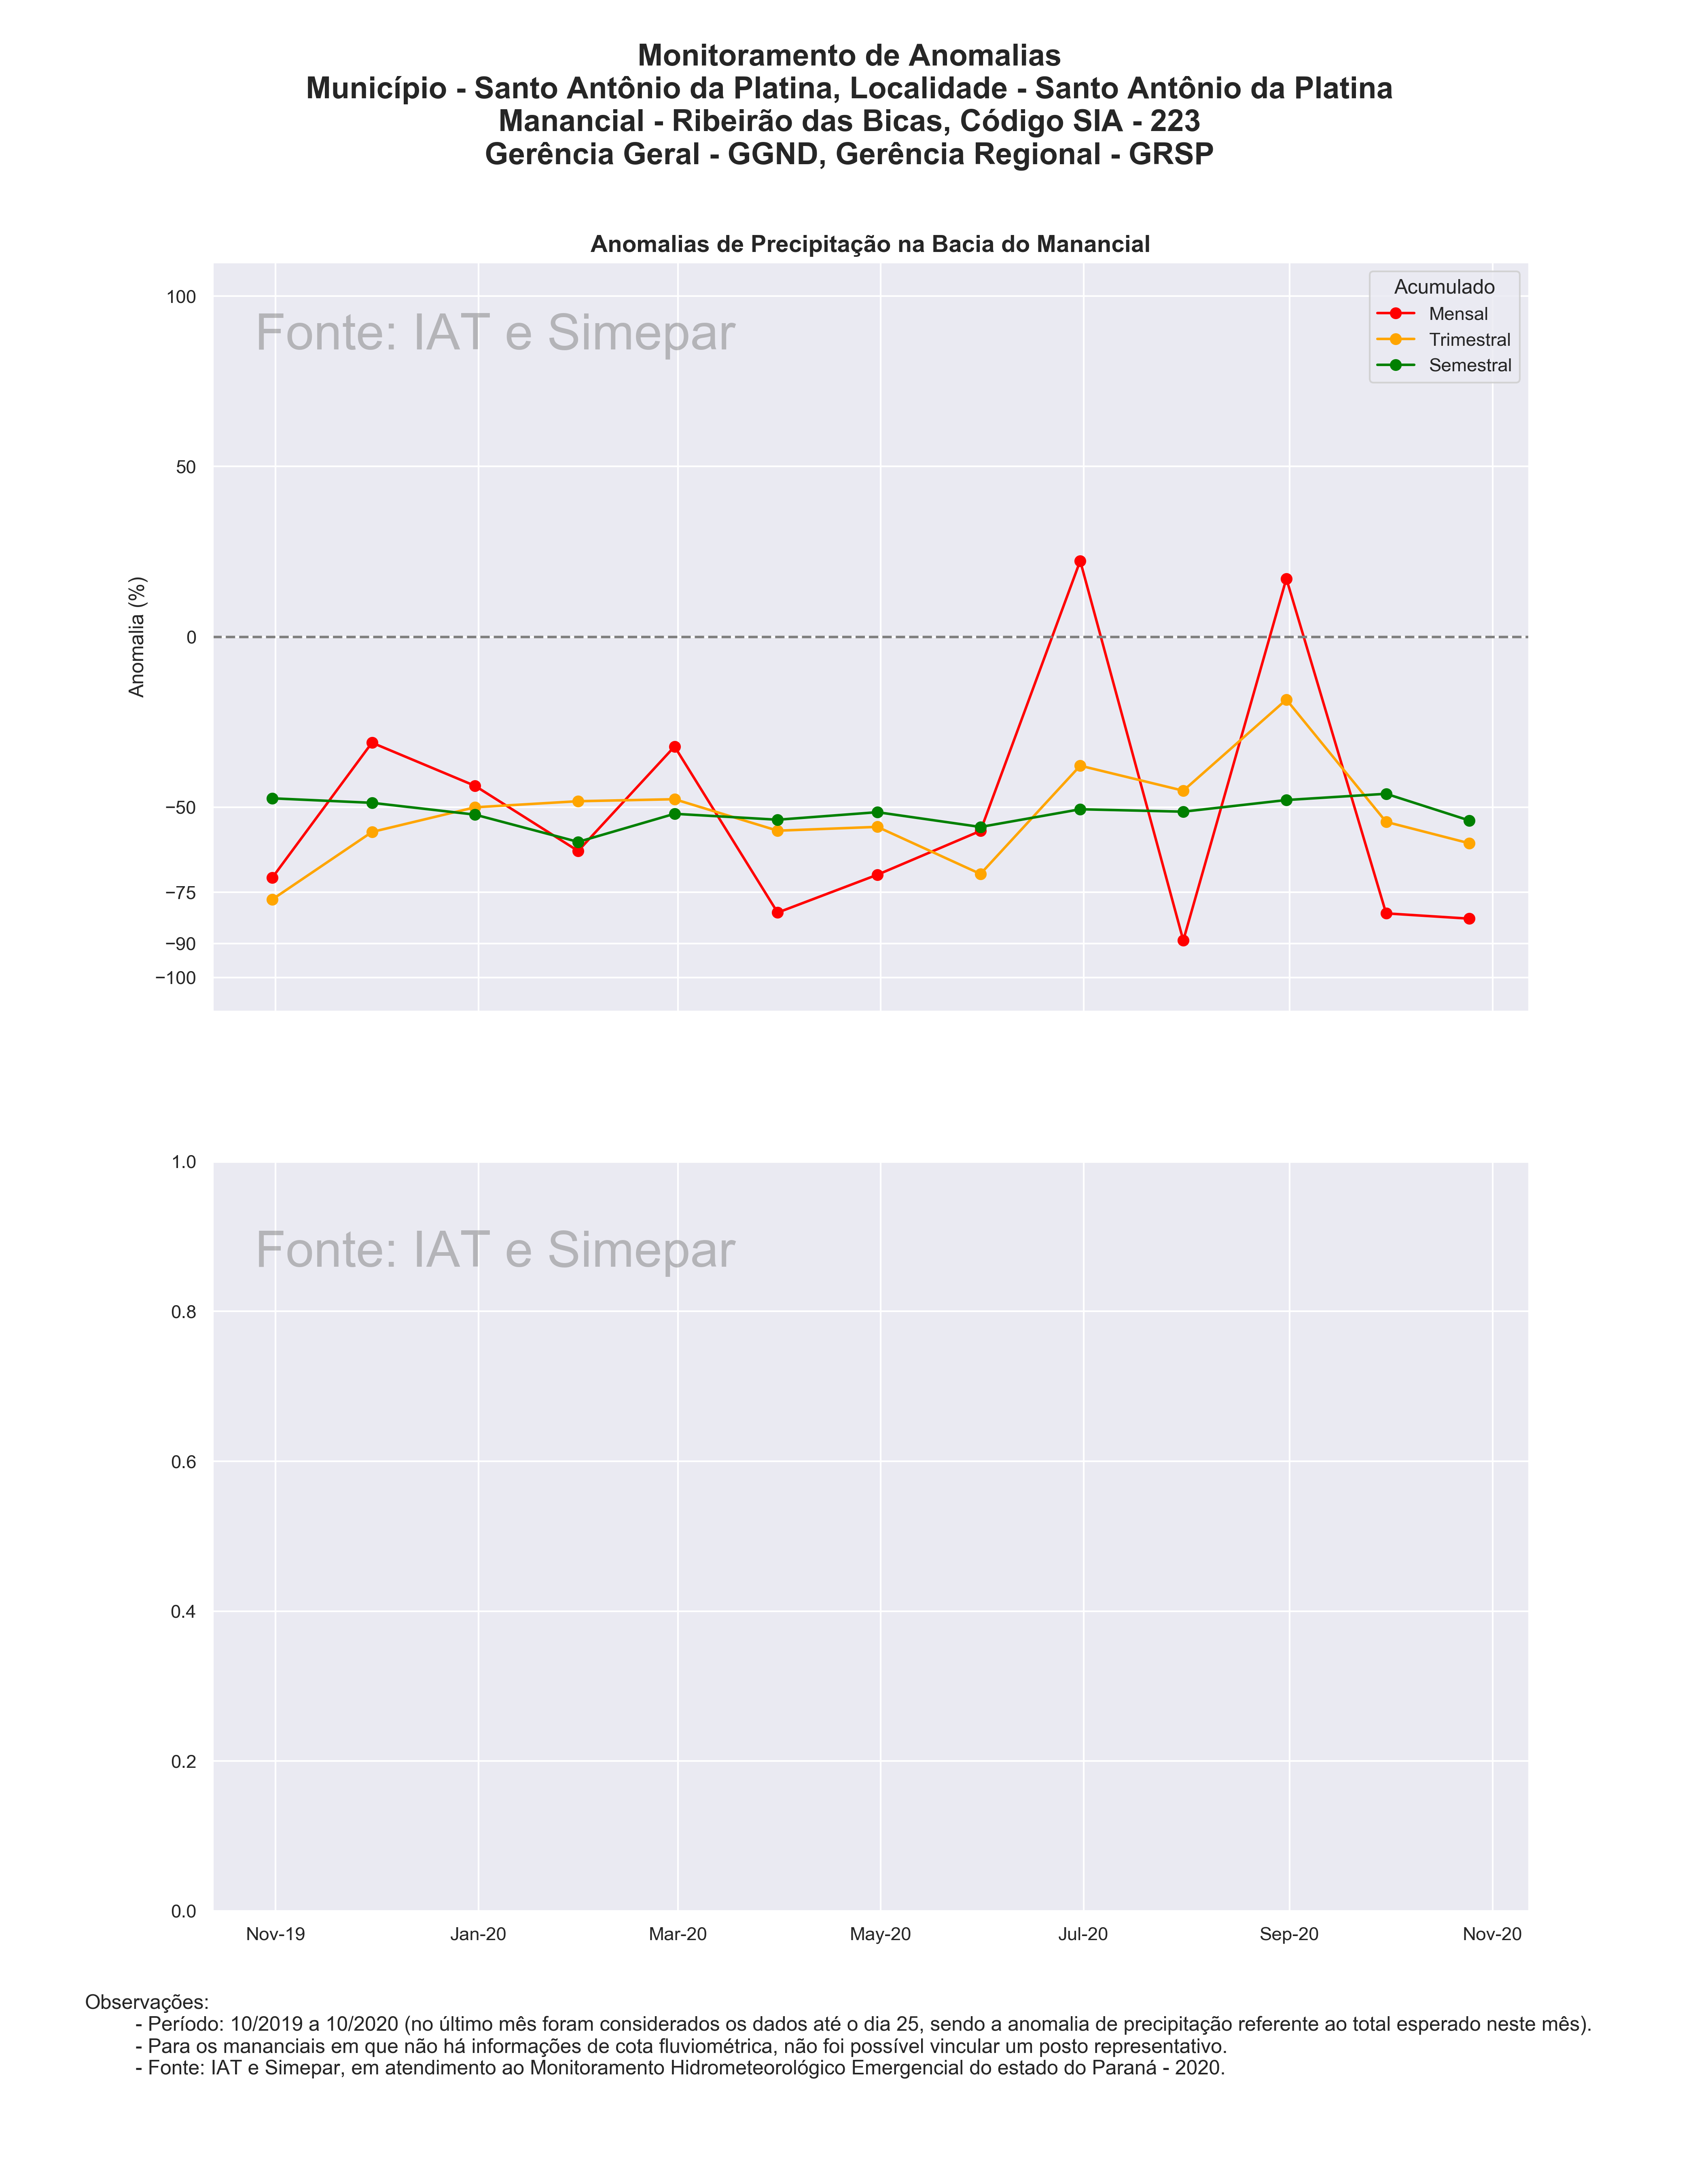 Monitoramento de Anomalias
Município - Santo Antônio da Platina, Localidade - Santo Antônio da Platina
Manancial - Ribeirão das Bicas, Código SIA - 223
Gerência Geral - GGND, Gerência Regional - GRSP
Anomalias de Precipitação na Bacia do Manancial
Fonte: IAT e Simepar
Acumulado
Mensal
Trimestral
Semestral
Anomalia (%)
100
50
0
−50
−75
−90
−100
Fonte: IAT e Simepar
1.0
0.8
0.6
0.4
0.2
0.0
Nov-19 Jan-20 Mar-20 May-20 Jul-20 Sep-20 Nov-20
Observações:
- Período: 10/2019 a 10/2020 (no último mês foram considerados os dados até o dia 25, sendo a anomalia de precipitação referente ao total esperado neste mês).
- Para os mananciais em que não há informações de cota fluviométrica, não foi possível vincular um posto representativo.
- Fonte: IAT e Simepar, em atendimento ao Monitoramento Hidrometeorológico Emergencial do estado do Paraná - 2020.